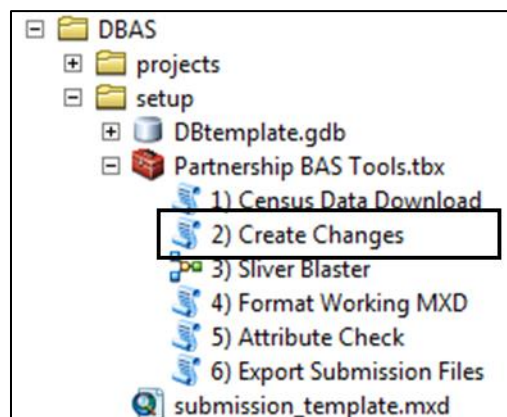 DBAS
projects
setup
DBtemplate.gdb
Partnership BAS Tools.tbx
1) Census Data Download
2) Create Changes
3) Sliver Blaster
4) Format Working MXD
5) Attribute Check
6) Export Submission Files
submission_template.mxd